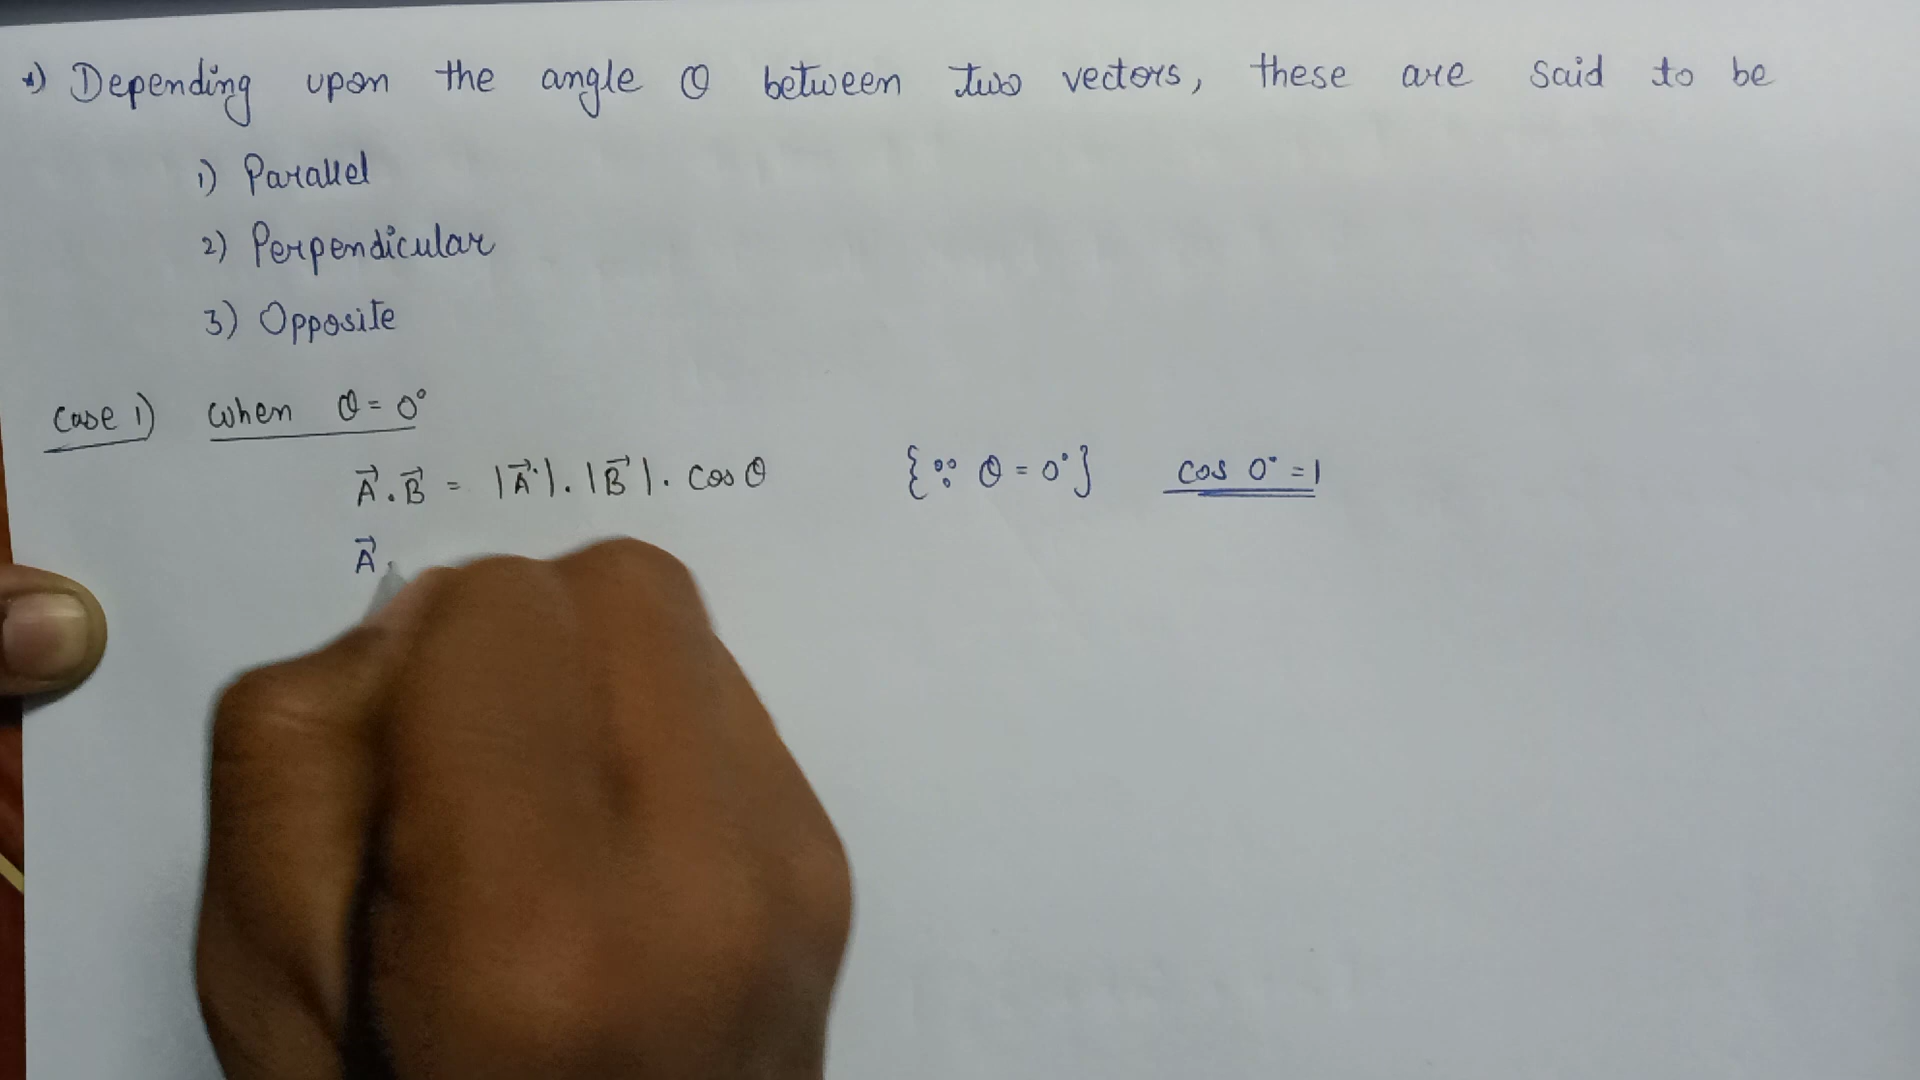 *) Depending upon the angle θ between two vectors, these are said to be
1) Parallel
2) Perpendicular
3) Opposite
Case 1) When θ = 0°
A⃗ . B⃗ = |A⃗| . |B⃗| . Cos θ {∵ θ = 0°} cos 0° = 1
A⃗ .